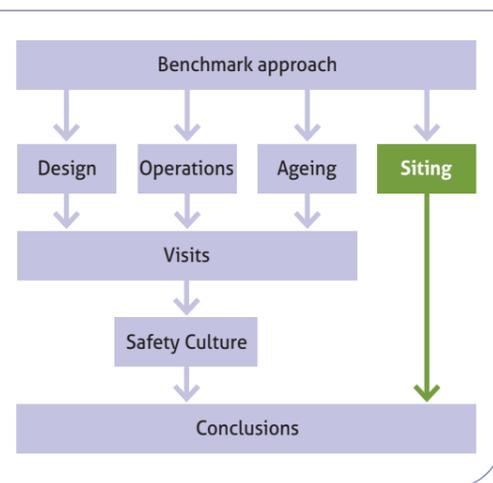 Benchmark approach
Design
Operations
Ageing
Siting
Visits
Safety Culture
Conclusions